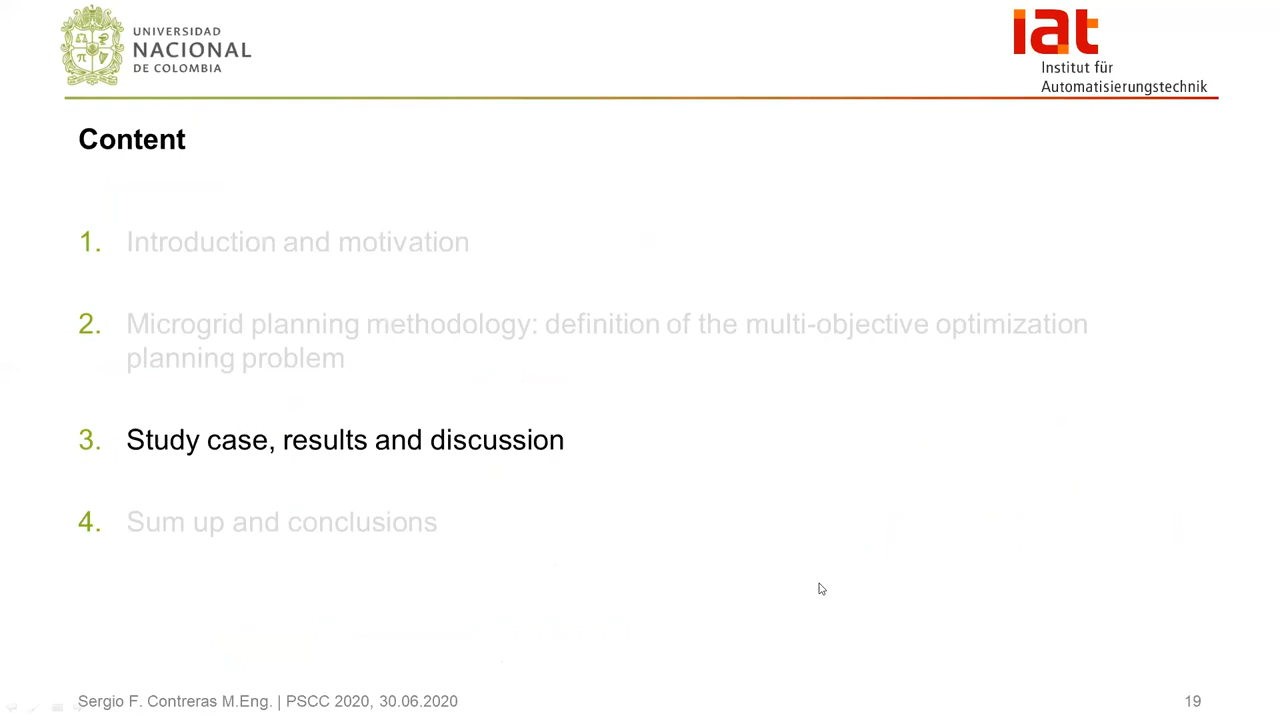 UNIVERSIDAD
NACIONAL
DE COLOMBIA
iat
Institut für
Automatisierungstechnik
Content
1. Introduction and motivation
2. Microgrid planning methodology: definition of the multi-objective optimization
planning problem
3. Study case, results and discussion
4. Sum up and conclusions
Sergio F. Contreras M.Eng. | PSCC 2020, 30.06.2020
19